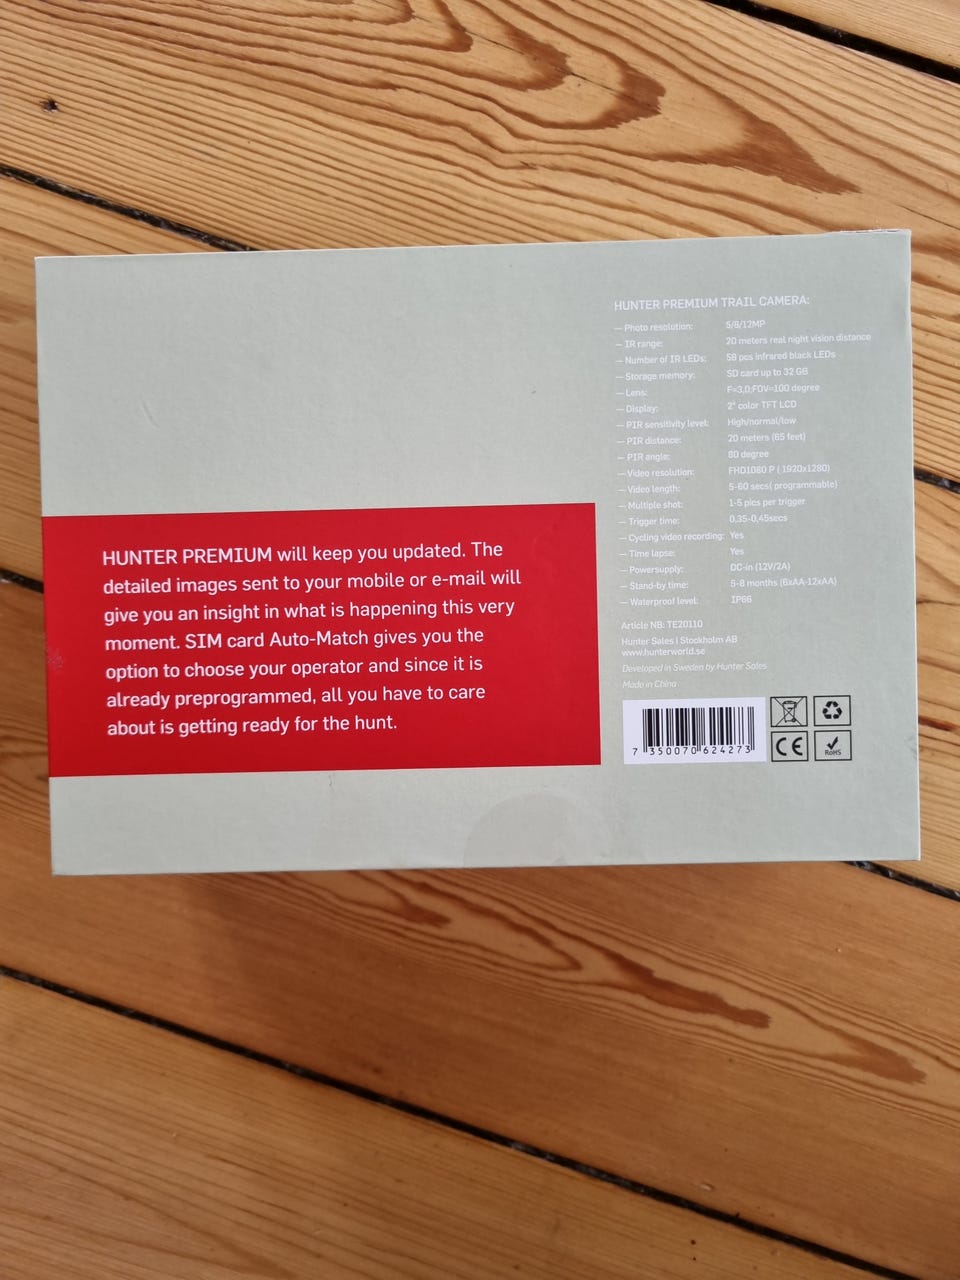 HUNTER PREMIUM will keep you updated. The
detailed images sent to your mobile or e-mail will
give you an insight in what is happening this very
moment. SIM card Auto-Match gives you the
option to choose your operator and since it is
already preprogrammed, all you have to care
about is getting ready for the hunt.
HUNTER PREMIUM TRAIL CAMERA:
— Photo resolution: 5/8/12MP
— IR range: 20 meters real night vision distance
— Number of IR LEDs: 58 pcs infrared black LEDs
— Storage memory: SD card up to 32 GB
— Lens: F=3,0;FOV=100 degree
— Display: 2" color TFT LCD
— PIR sensitivity level: High/normal/low
— PIR distance: 20 meters (65 feet)
— PIR angle: 80 degree
— Video resolution: FHD1080 P ( 1920x1280)
— Video length: 5-60 secs( programmable)
— Multiple shot: 1-5 pics per trigger
— Trigger time: 0,35-0,45secs
— Cycling video recording: Yes
— Time lapse: Yes
— Powersupply: DC-in (12V/2A)
— Stand-by time: 5-8 months (6xAA-12xAA)
— Waterproof level: IP66
Article NB: TE20110
Hunter Sales i Stockholm AB
www.hunterworld.se
Developed in Sweden by Hunter Sales
Made in China
7 350070 624273
CE
RoHS